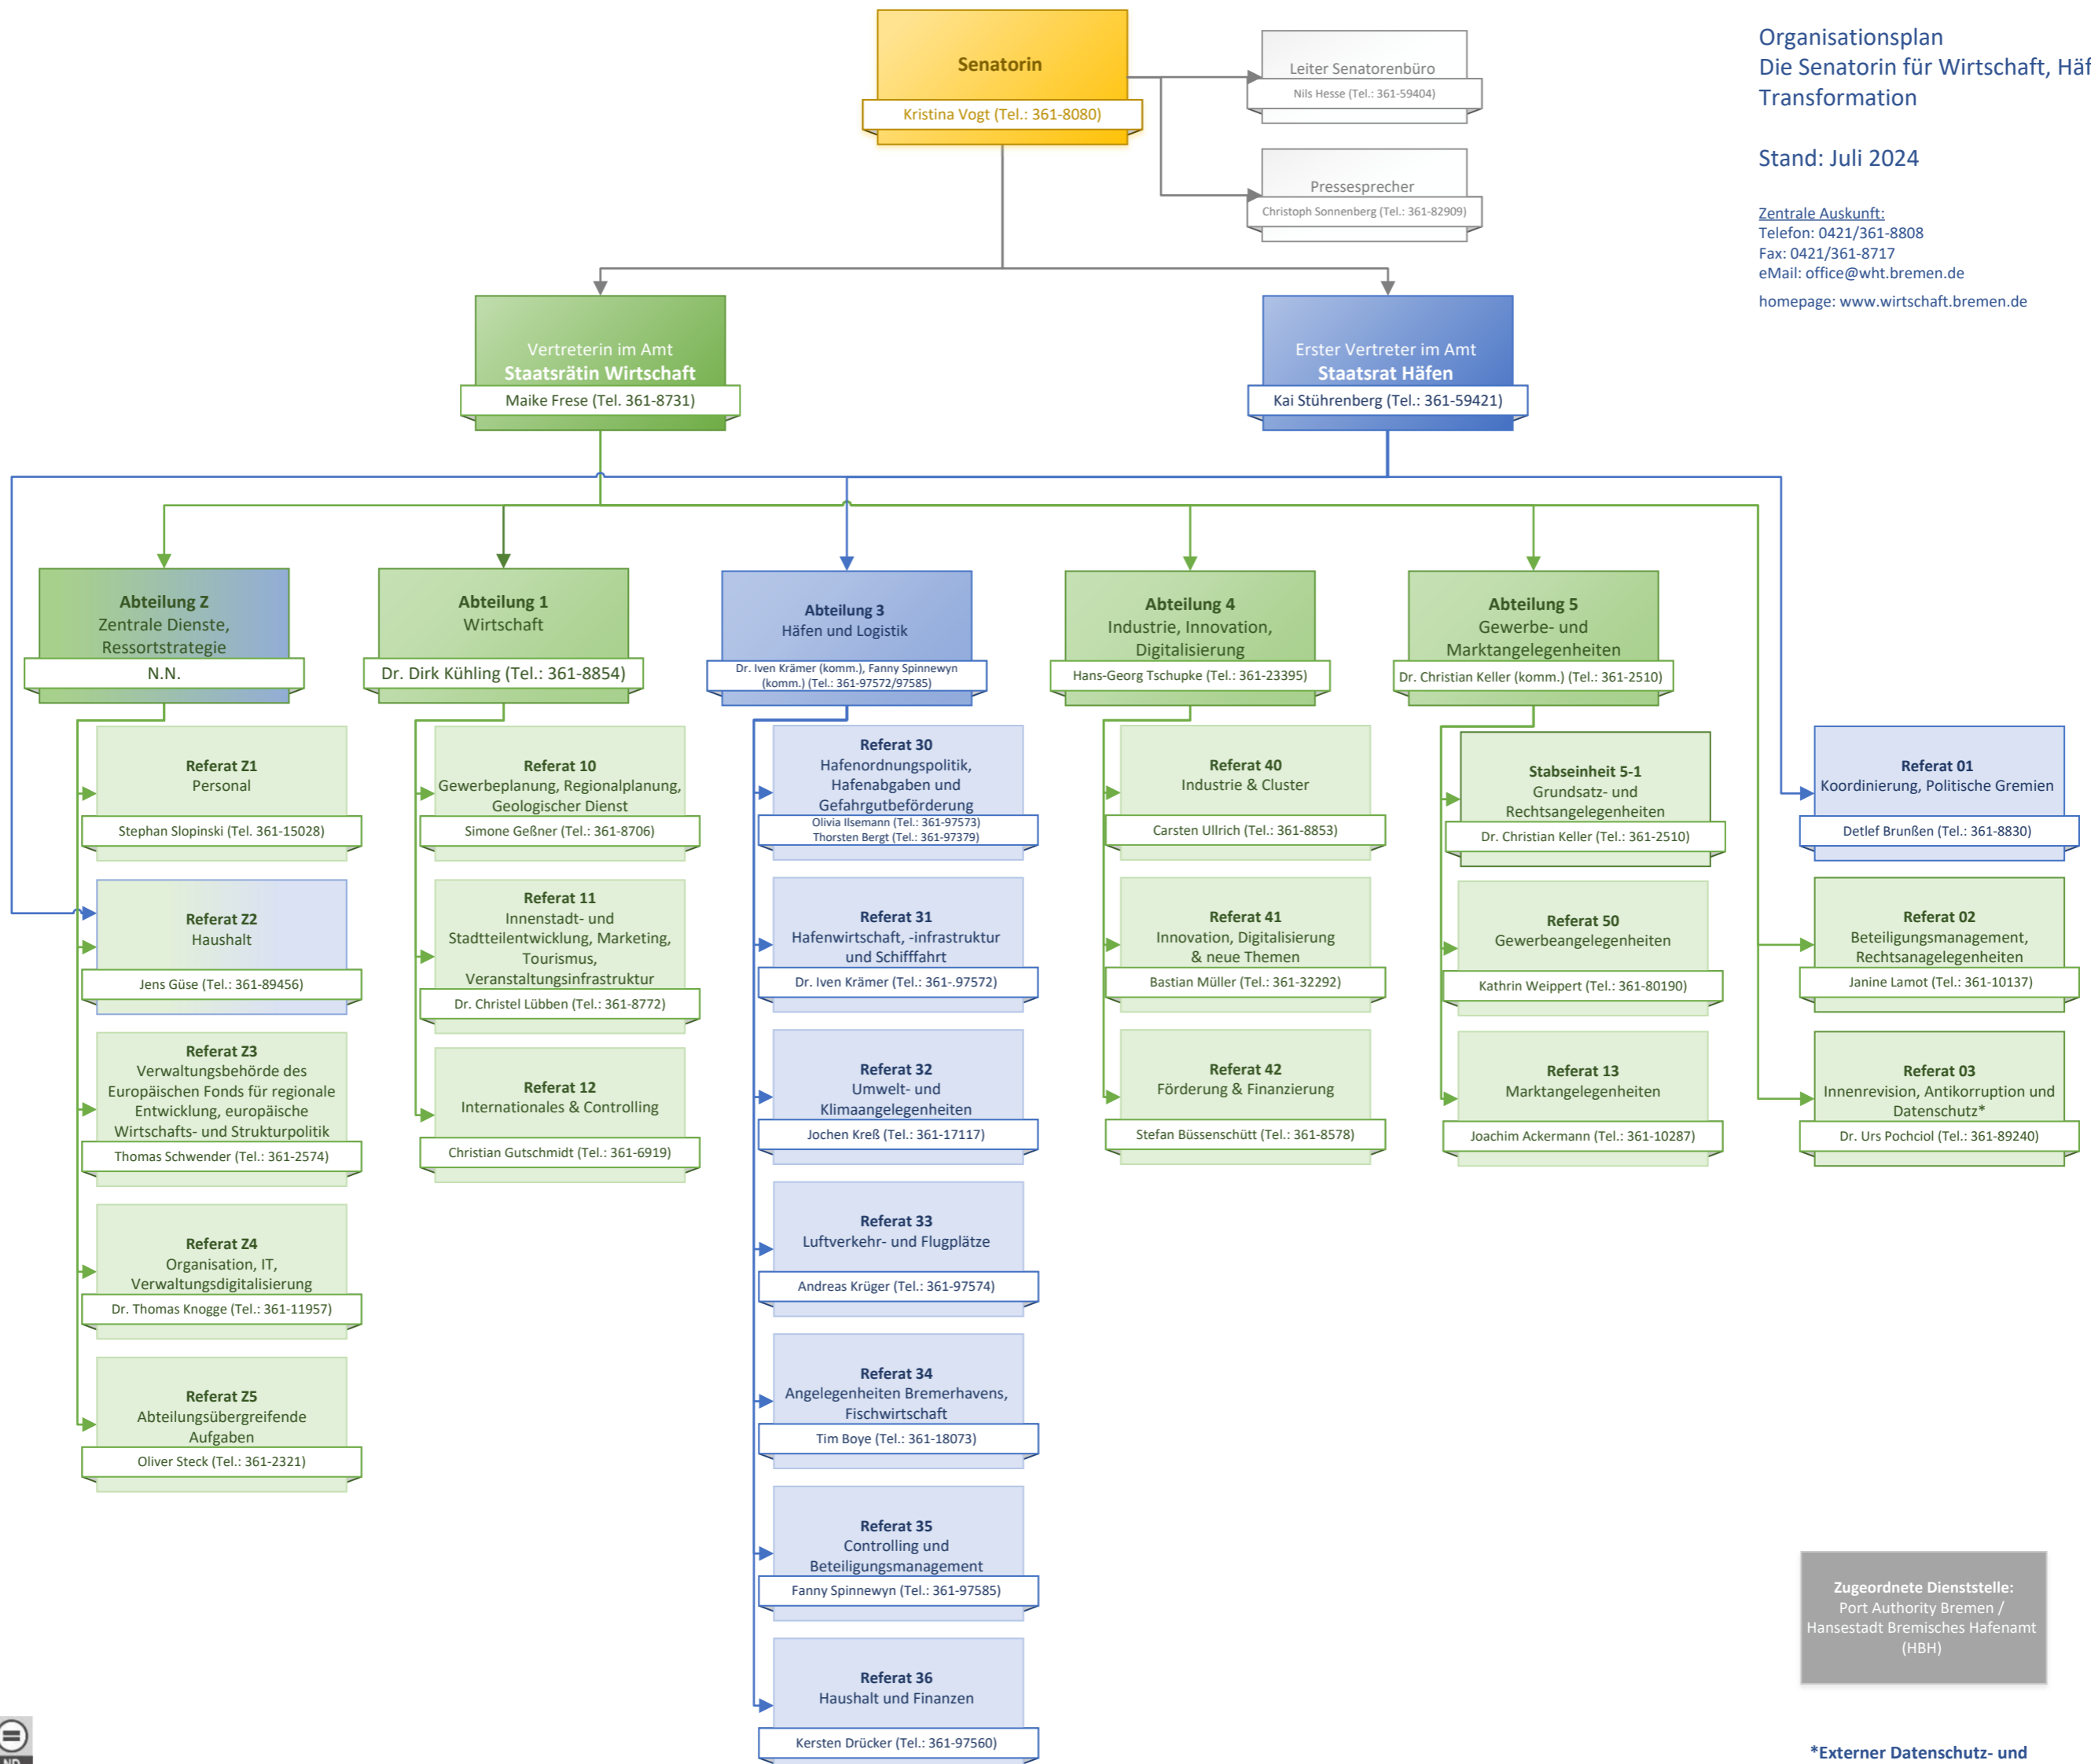 Senatorin
Kristina Vogt (Tel.: 361-8080)
Leiter Senatorenbüro
Nils Hesse (Tel.: 361-59404)
Pressesprecher
Christoph Sonnenberg (Tel.: 361-82909)
Organisationsplan
Die Senatorin für Wirtschaft, Häf
Transformation
Stand: Juli 2024
Zentrale Auskunft:
Telefon: 0421/361-8808
Fax: 0421/361-8717
eMail: office@wht.bremen.de
homepage: www.wirtschaft.bremen.de
Vertreterin im Amt
Staatsrätin Wirtschaft
Maike Frese (Tel. 361-8731)
Erster Vertreter im Amt
Staatsrat Häfen
Kai Stührenberg (Tel.: 361-59421)
Abteilung Z
Zentrale Dienste,
Ressortstrategie
N.N.
Referat Z1
Personal
Stephan Slopinski (Tel. 361-15028)
Referat Z2
Haushalt
Jens Güse (Tel.: 361-89456)
Referat Z3
Verwaltungsbehörde des
Europäischen Fonds für regionale
Entwicklung, europäische
Wirtschafts- und Strukturpolitik
Thomas Schwender (Tel.: 361-2574)
Referat Z4
Organisation, IT,
Verwaltungsdigitalisierung
Dr. Thomas Knogge (Tel.: 361-11957)
Referat Z5
Abteilungsübergreifende
Aufgaben
Oliver Steck (Tel.: 361-2321)
Abteilung 1
Wirtschaft
Dr. Dirk Kühling (Tel.: 361-8854)
Referat 10
Gewerbeplanung, Regionalplanung,
Geologischer Dienst
Simone Geßner (Tel.: 361-8706)
Referat 11
Innenstadt- und
Stadtteilentwicklung, Marketing,
Tourismus,
Veranstaltungsinfrastruktur
Dr. Christel Lübben (Tel.: 361-8772)
Referat 12
Internationales & Controlling
Christian Gutschmidt (Tel.: 361-6919)
Abteilung 3
Häfen und Logistik
Dr. Iven Krämer (komm.), Fanny Spinnewyn
(komm.) (Tel.: 361-97572/97585)
Referat 30
Hafenordnungspolitik,
Hafenabgaben und
Gefahrgutbeförderung
Olivia Ilsemann (Tel.: 361-97573)
Thorsten Bergt (Tel.: 361-97379)
Referat 31
Hafenwirtschaft, -infrastruktur
und Schifffahrt
Dr. Iven Krämer (Tel.: 361-.97572)
Referat 32
Umwelt- und
Klimaangelegenheiten
Jochen Kreß (Tel.: 361-17117)
Referat 33
Luftverkehr- und Flugplätze
Andreas Krüger (Tel.: 361-97574)
Referat 34
Angelegenheiten Bremerhavens,
Fischwirtschaft
Tim Boye (Tel.: 361-18073)
Referat 35
Controlling und
Beteiligungsmanagement
Fanny Spinnewyn (Tel.: 361-97585)
Referat 36
Haushalt und Finanzen
Kersten Drücker (Tel.: 361-97560)
Abteilung 4
Industrie, Innovation,
Digitalisierung
Hans-Georg Tschupke (Tel.: 361-23395)
Referat 40
Industrie & Cluster
Carsten Ullrich (Tel.: 361-8853)
Referat 41
Innovation, Digitalisierung
& neue Themen
Bastian Müller (Tel.: 361-32292)
Referat 42
Förderung & Finanzierung
Stefan Büssenschütt (Tel.: 361-8578)
Abteilung 5
Gewerbe- und
Marktangelegenheiten
Dr. Christian Keller (komm.) (Tel.: 361-2510)
Stabseinheit 5-1
Grundsatz- und
Rechtsangelegenheiten
Dr. Christian Keller (Tel.: 361-2510)
Referat 50
Gewerbeangelegenheiten
Kathrin Weippert (Tel.: 361-80190)
Referat 13
Marktangelegenheiten
Joachim Ackermann (Tel.: 361-10287)
Referat 01
Koordinierung, Politische Gremien
Detlef Brunßen (Tel.: 361-8830)
Referat 02
Beteiligungsmanagement,
Rechtsanagelegenheiten
Janine Lamot (Tel.: 361-10137)
Referat 03
Innenrevision, Antikorruption und
Datenschutz*
Dr. Urs Pochciol (Tel.: 361-89240)
Zugeordnete Dienststelle:
Port Authority Bremen /
Hansestadt Bremisches Hafenamt
(HBH)
*Externer Datenschutz- und
ND